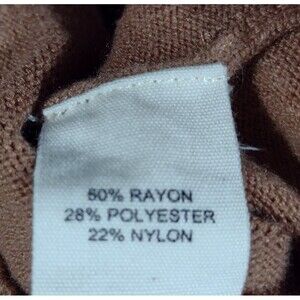 50% RAYON
28% POLYESTER
22% NYLON